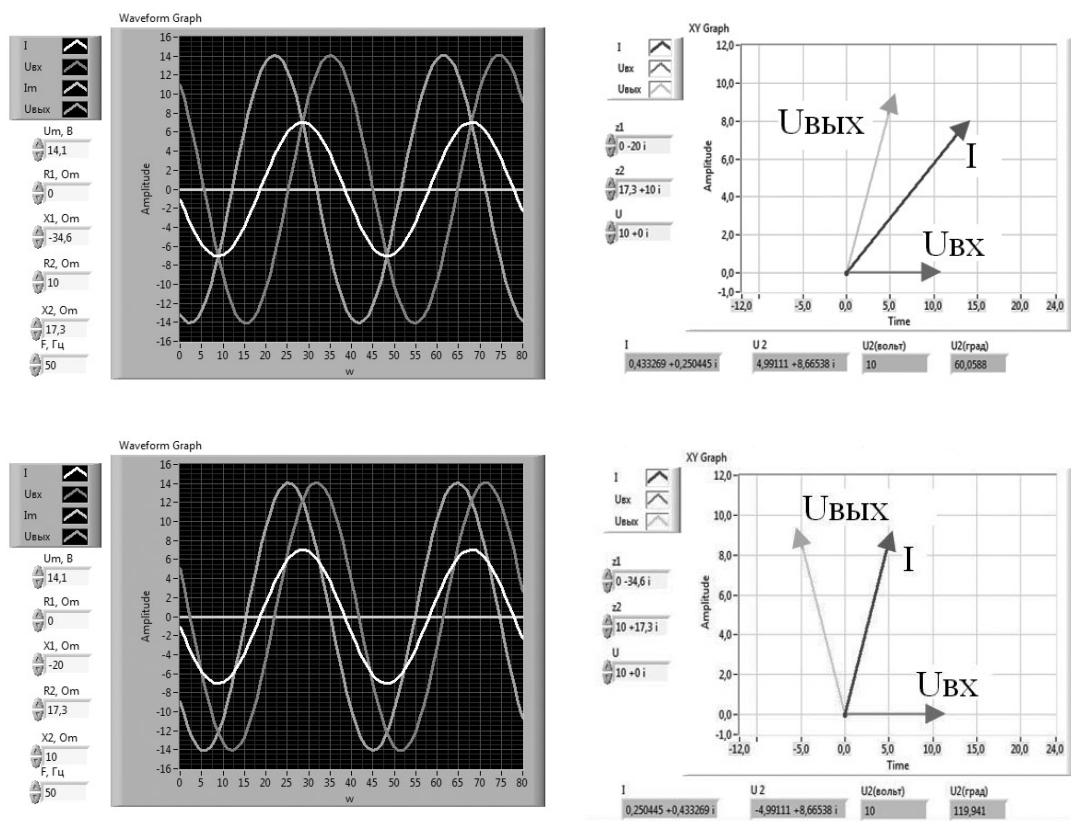 Waveform Graph
I
Uвх
Im
Uвых
Um, В
14,1
R1, Om
0
X1, Om
-34,6
R2, Om
10
X2, Om
17,3
F, Гц
50
Amplitude
16
14
12
10
8
6
4
2
0
-2
-4
-6
-8
-10
-12
-14
-16
0 5 10 15 20 25 30 35 40 45 50 55 60 65 70 75 80
w
XY Graph
I
Uвх
Uвых
z1
0 -20 i
z2
17,3 +10 i
U
10 +0 i
Amplitude
12,0
10,0
8,0
6,0
4,0
2,0
0,0
-1,0
-12,0 -5,0 0,0 5,0 10,0 15,0 20,0 24,0
Time
Uвых
I
Uвх
I U 2 U2(вольт) U2(град)
0,433269 +0,250445 i 4,99111 +8,66538 i 10 60,0588
Waveform Graph
I
Uвх
Im
Uвых
Um, В
14,1
R1, Om
0
X1, Om
-20
R2, Om
17,3
X2, Om
10
F, Гц
50
Amplitude
16
14
12
10
8
6
4
2
0
-2
-4
-6
-8
-10
-12
-14
-16
0 5 10 15 20 25 30 35 40 45 50 55 60 65 70 75 80
w
XY Graph
I
Uвх
Uвых
z1
0 -34,6 i
z2
10 +17,3 i
U
10 +0 i
Amplitude
12,0
10,0
8,0
6,0
4,0
2,0
0,0
-1,0
-12,0 -5,0 0,0 5,0 10,0 15,0 20,0 24,0
Time
Uвых
I
Uвх
I U 2 U2(вольт) U2(град)
0,250445 +0,433269 i -4,99111 +8,66538 i 10 119,941